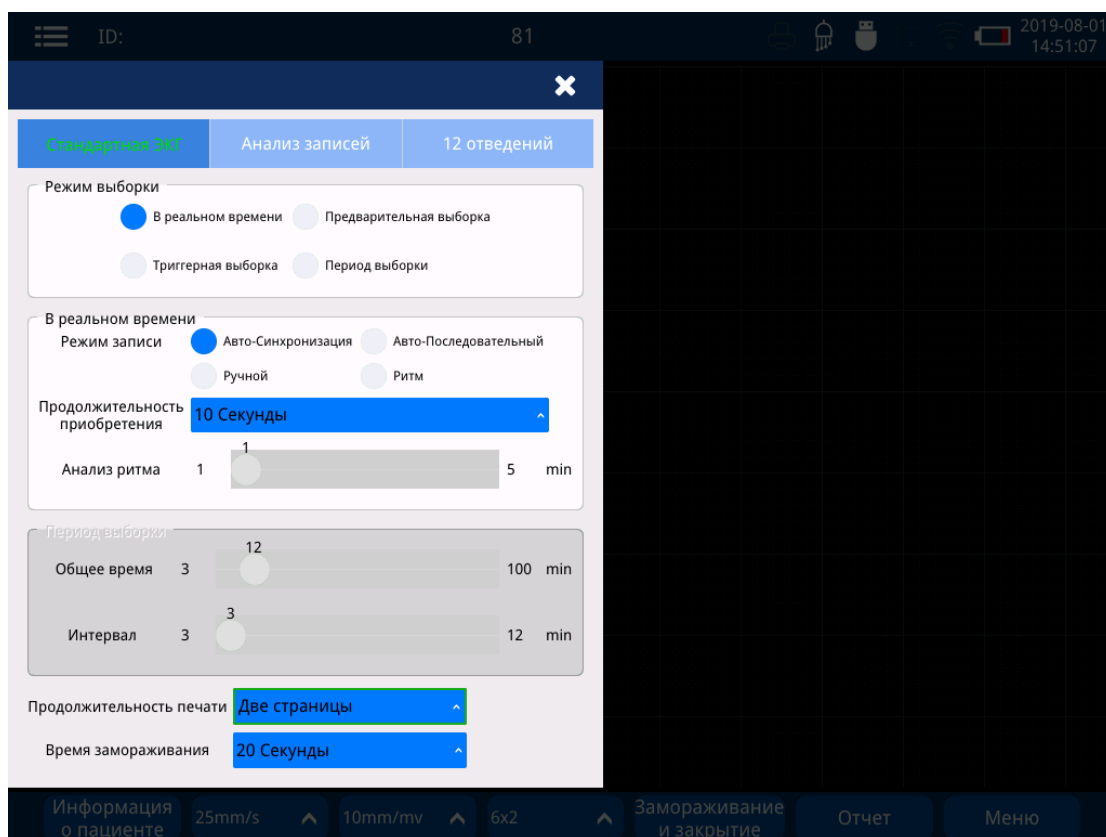 ID:
81
2019-08-01
14:51:07
Стандартная ЭКГ
Анализ записей
12 отведений
Режим выборки
В реальном времени
Предварительная выборка
Триггерная выборка
Период выборки
В реальном времени
Режим записи
Авто-Синхронизация
Авто-Последовательный
Ручной
Ритм
Продолжительность
приобретения
10 Секунды
1
Анализ ритма
1
5
min
Период выборки
12
Общее время
3
100
min
3
Интервал
3
12
min
Продолжительность печати
Две страницы
Время замораживания
20 Секунды
Информация
о пациенте
25mm/s
10mm/mv
6x2
Замораживание
и закрытие
Отчет
Меню